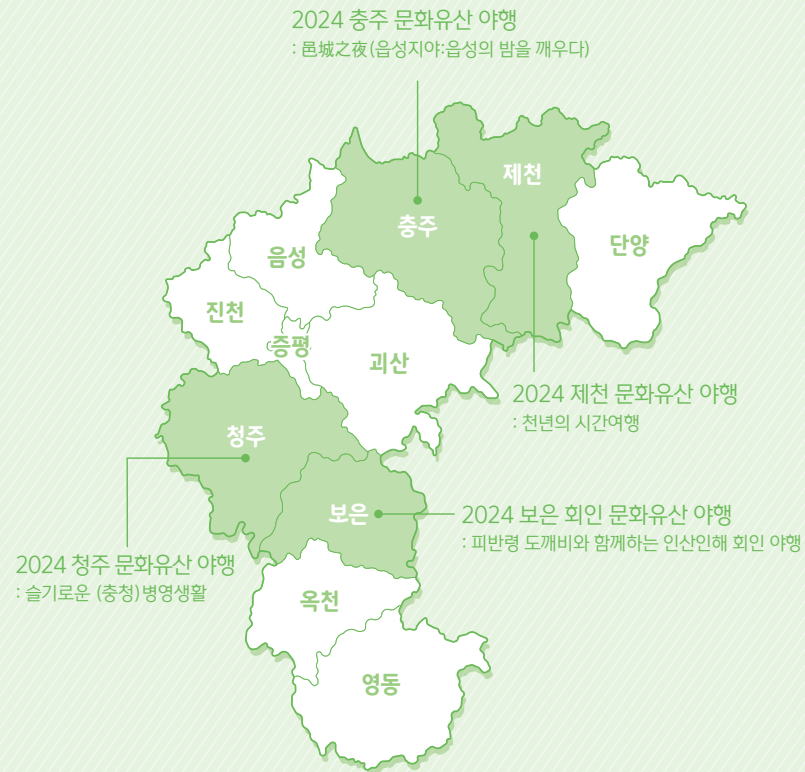 2024 충주 문화유산 야행
: 邑城之夜(읍성지야:읍성의 밤을 깨우다)
제천
충주
단양
음성
진천
증평
괴산
2024 제천 문화유산 야행
: 천년의 시간여행
청주
보은
2024 보은 회인 문화유산 야행
: 피반령 도깨비와 함께하는 인산인해 회인 야행
2024 청주 문화유산 야행
: 슬기로운 (충청)병영생활
옥천
영동